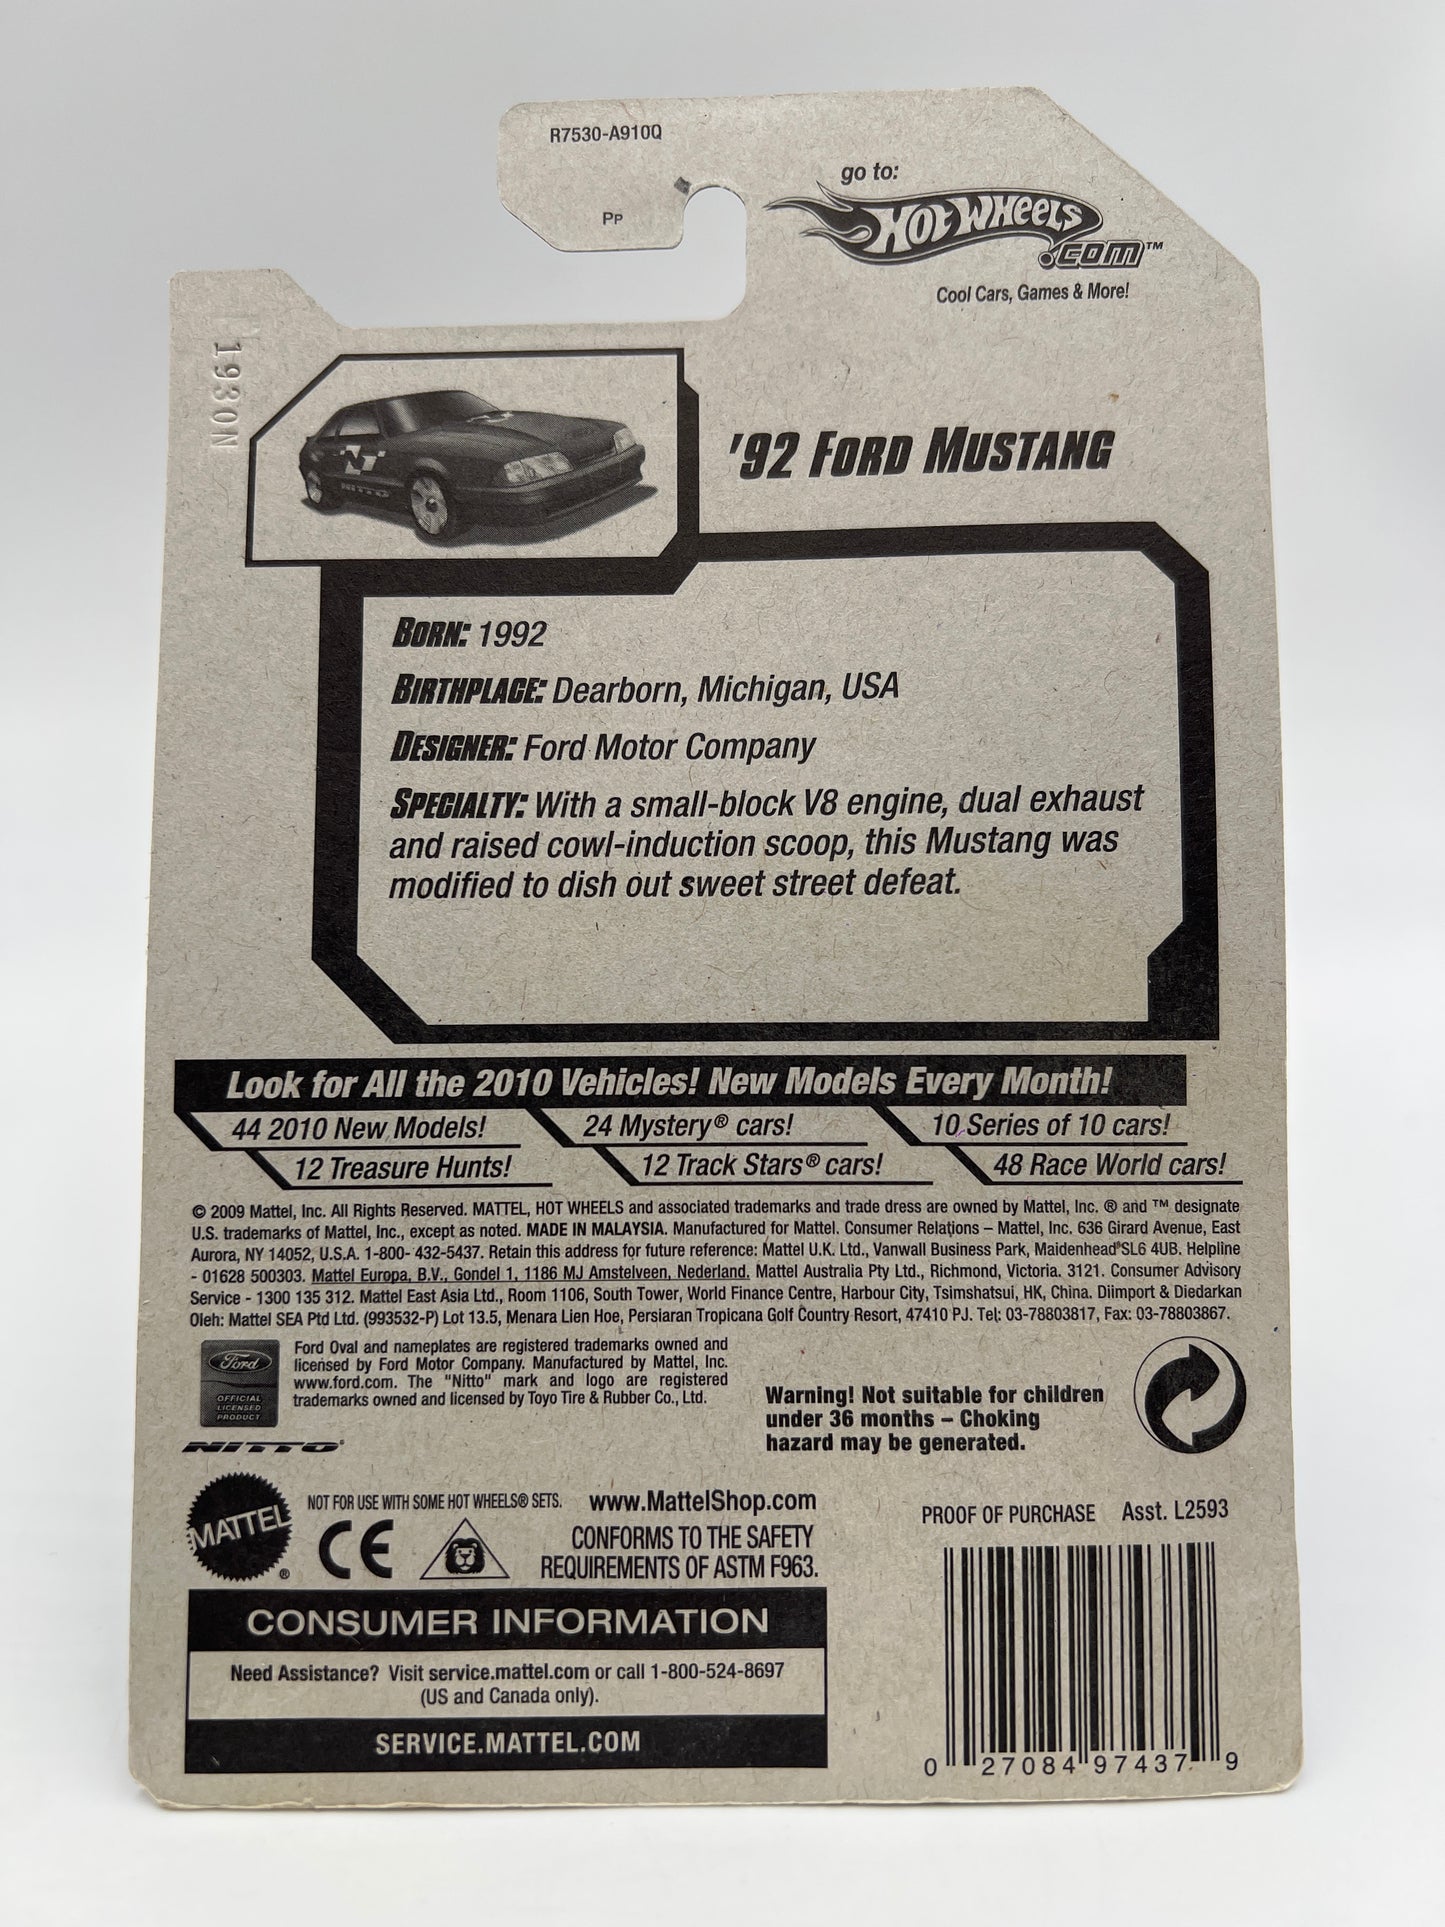 R7530-A910Q
PP
go to:
HOT WHEELS
.COM™
Cool Cars, Games & More!
1930N
NITTO
'92 FORD MUSTANG
BORN: 1992
BIRTHPLACE: Dearborn, Michigan, USA
DESIGNER: Ford Motor Company
SPECIALTY: With a small-block V8 engine, dual exhaust
and raised cowl-induction scoop, this Mustang was
modified to dish out sweet street defeat.
Look for All the 2010 Vehicles! New Models Every Month!
44 2010 New Models! 24 Mystery® cars! 10 Series of 10 cars!
12 Treasure Hunts! 12 Track Stars® cars! 48 Race World cars!
© 2009 Mattel, Inc. All Rights Reserved. MATTEL, HOT WHEELS and associated trademarks and trade dress are owned by Mattel, Inc. ® and ™ designate
U.S. trademarks of Mattel, Inc., except as noted. MADE IN MALAYSIA. Manufactured for Mattel. Consumer Relations – Mattel, Inc. 636 Girard Avenue, East
Aurora, NY 14052, U.S.A. 1-800- 432-5437. Retain this address for future reference: Mattel U.K. Ltd., Vanwall Business Park, Maidenhead SL6 4UB. Helpline
- 01628 500303. Mattel Europa, B.V., Gondel 1, 1186 MJ Amstelveen, Nederland. Mattel Australia Pty Ltd., Richmond, Victoria. 3121. Consumer Advisory
Service - 1300 135 312. Mattel East Asia Ltd., Room 1106, South Tower, World Finance Centre, Harbour City, Tsimshatsui, HK, China. Diimport & Diedarkan
Oleh: Mattel SEA Ptd Ltd. (993532-P) Lot 13.5, Menara Lien Hoe, Persiaran Tropicana Golf Country Resort, 47410 PJ. Tel: 03-78803817, Fax: 03-78803867.
Ford
OFFICIAL
LICENSED
PRODUCT
Ford Oval and nameplates are registered trademarks owned and
licensed by Ford Motor Company. Manufactured by Mattel, Inc.
www.ford.com. The "Nitto" mark and logo are registered
trademarks owned and licensed by Toyo Tire & Rubber Co., Ltd.
NITTO®
Warning! Not suitable for children
under 36 months – Choking
hazard may be generated.
MATTEL®
NOT FOR USE WITH SOME HOT WHEELS® SETS. www.MattelShop.com
CE
CONFORMS TO THE SAFETY
REQUIREMENTS OF ASTM F963.
PROOF OF PURCHASE Asst. L2593
CONSUMER INFORMATION
Need Assistance? Visit service.mattel.com or call 1-800-524-8697
(US and Canada only).
SERVICE.MATTEL.COM
0 27084 97437 9